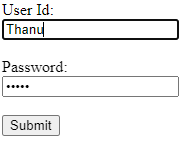 User Id:
Thanu
Password:
•••••
Submit